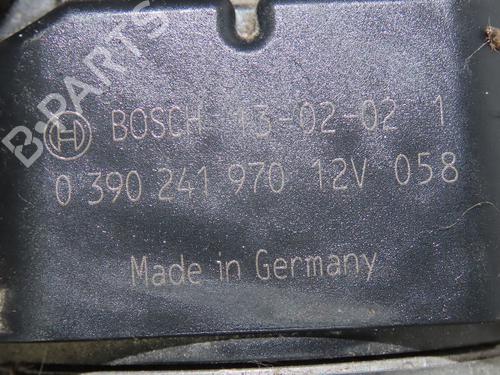 BOSCH 13-02-02 1
0 390 241 970 12V 058
Made in Germany
B-PARTS